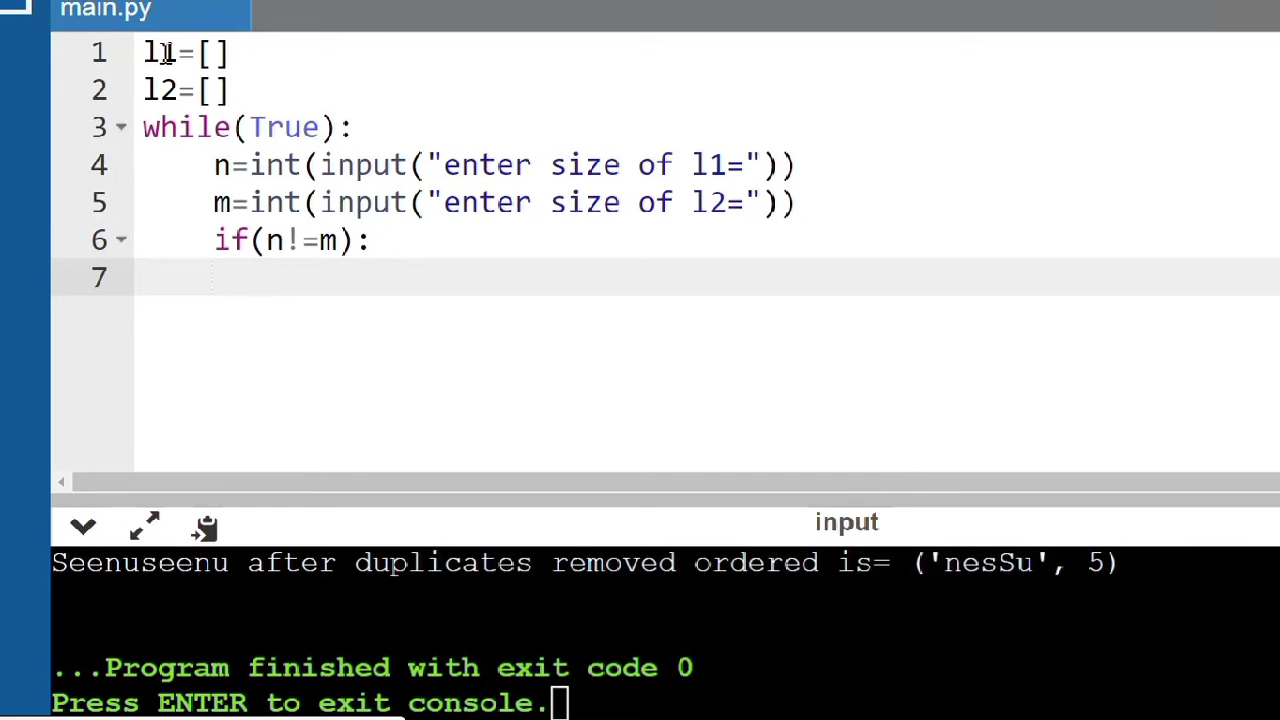 main.py
1 l1=[]
2 l2=[]
3 while(True):
4 n=int(input("enter size of l1="))
5 m=int(input("enter size of l2="))
6 if(n!=m):
7
input
Seenuseenu after duplicates removed ordered is= ('nesSu', 5)
...Program finished with exit code 0
Press ENTER to exit console.